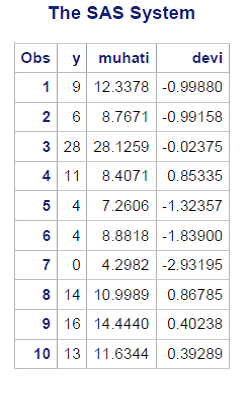 The SAS System
Obs y muhati devi
1 9 12.3378 -0.99880
2 6 8.7671 -0.99158
3 28 28.1259 -0.02375
4 11 8.4071 0.85335
5 4 7.2606 -1.32357
6 4 8.8818 -1.83900
7 0 4.2982 -2.93195
8 14 10.9989 0.86785
9 16 14.4440 0.40238
10 13 11.6344 0.39289